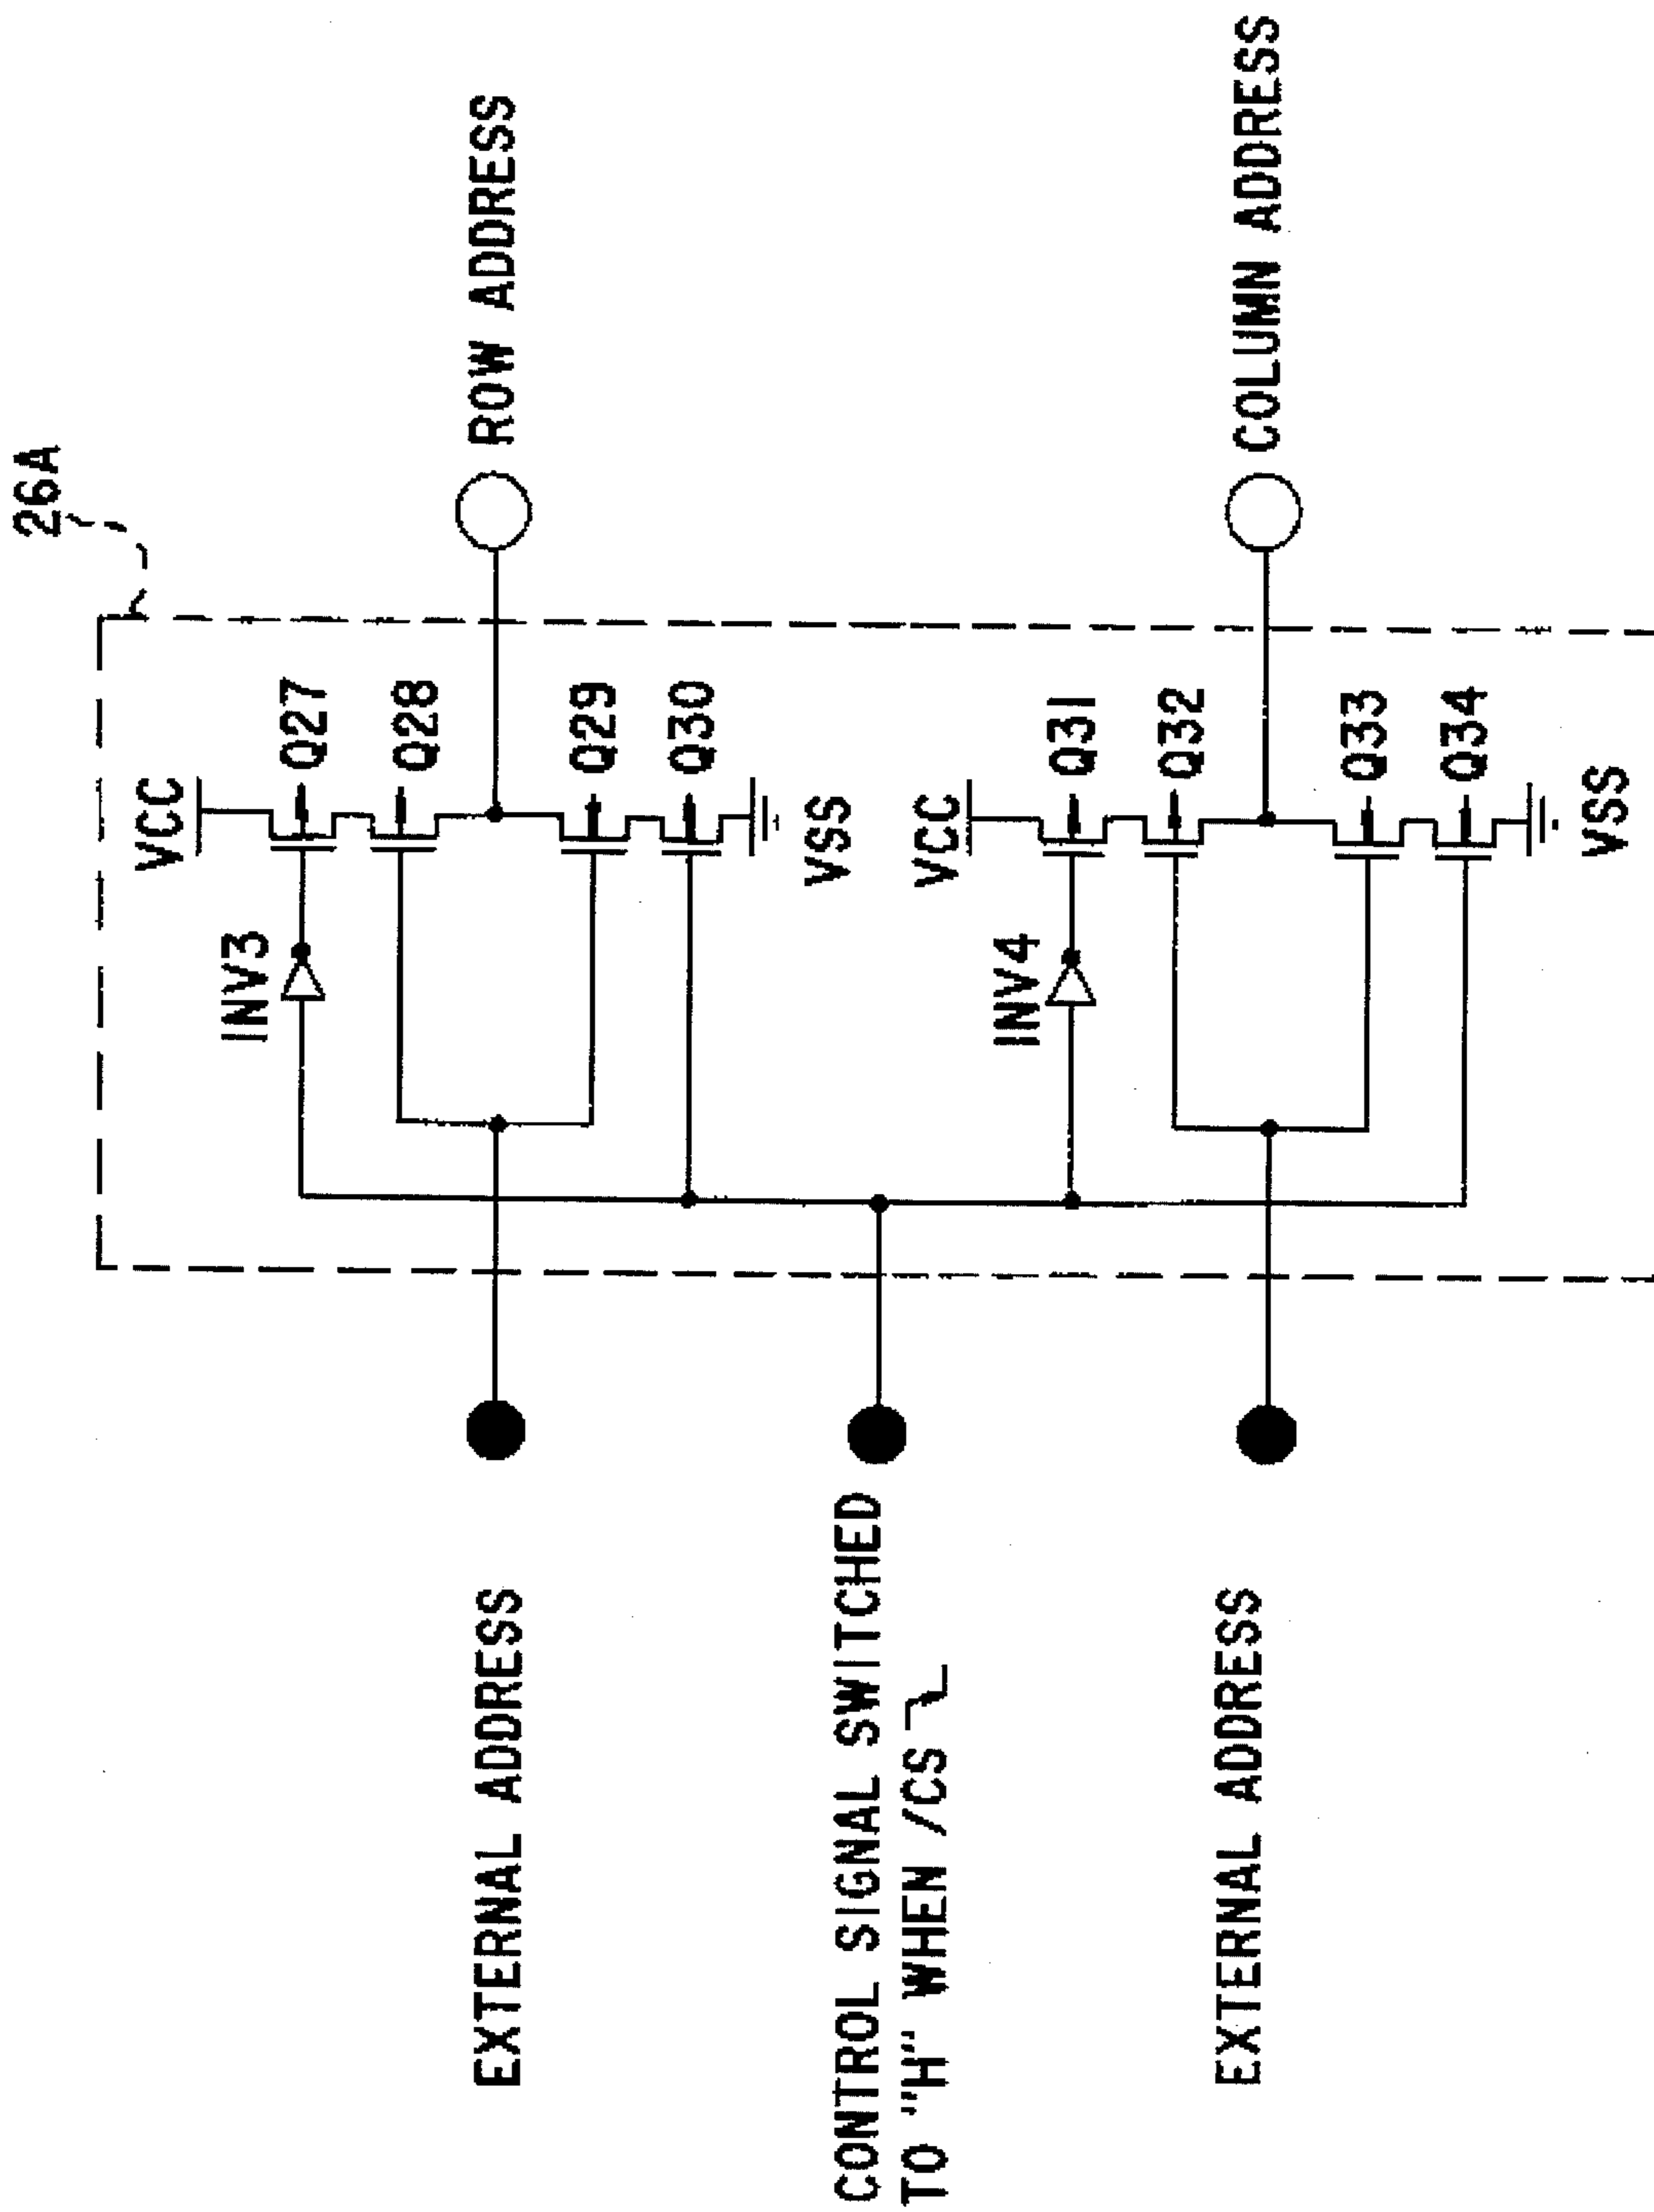 26A
VCC
Q27
INV3
Q28
EXTERNAL ADDRESS
ROW ADDRESS
Q29
Q30
VSS
CONTROL SIGNAL SWITCHED
TO "H" WHEN /CS
VCC
Q31
INV4
Q32
EXTERNAL ADDRESS
COLUMN ADDRESS
Q33
Q34
VSS